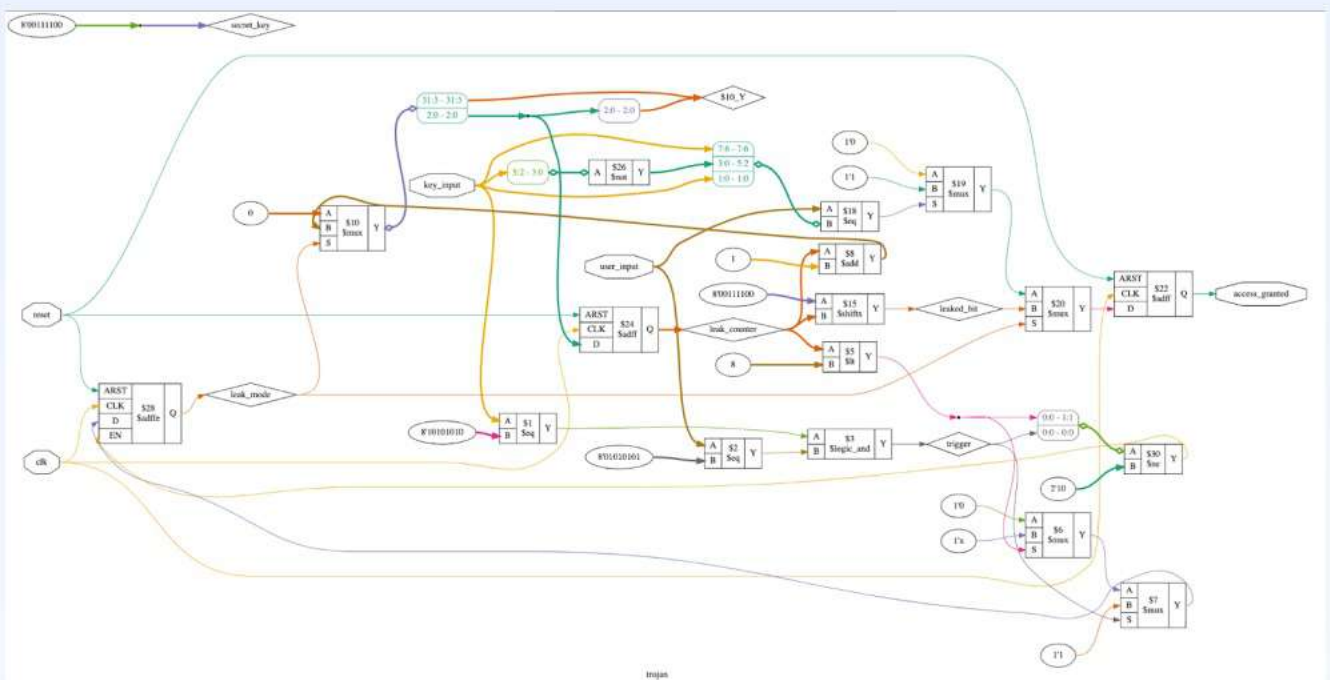 8'00111100
secret_key
31:3 - 31:3
2:0 - 2:0
2:0 - 2:0
$10_Y
key_input
5:2 - 3:0
A $26 $not Y
7:6 - 7:6
3:0 - 5:2
1:0 - 1:0
1'0
1'1
A B S $19 $mux Y
0
A B S $10 $mux Y
A B $18 $eq Y
user_input
1
A B $8 $add Y
8'00111100
A B $15 $shiftx Y
leaked_bit
A B S $20 $mux Y
ARST CLK D $22 $adff Q
access_granted
reset
ARST CLK D $24 $adff Q
leak_counter
8
A B $5 $lt Y
ARST CLK D EN $28 $adffe Q
leak_mode
clk
8'10101010
A B $1 $eq Y
8'01010101
A B $2 $eq Y
A B $3 $logic_and Y
trigger
0:0 - 1:1
0:0 - 0:0
2'10
A B $30 $ne Y
1'0
1'x
A B S $6 $mux Y
A B S $7 $mux Y
1'1
trojan